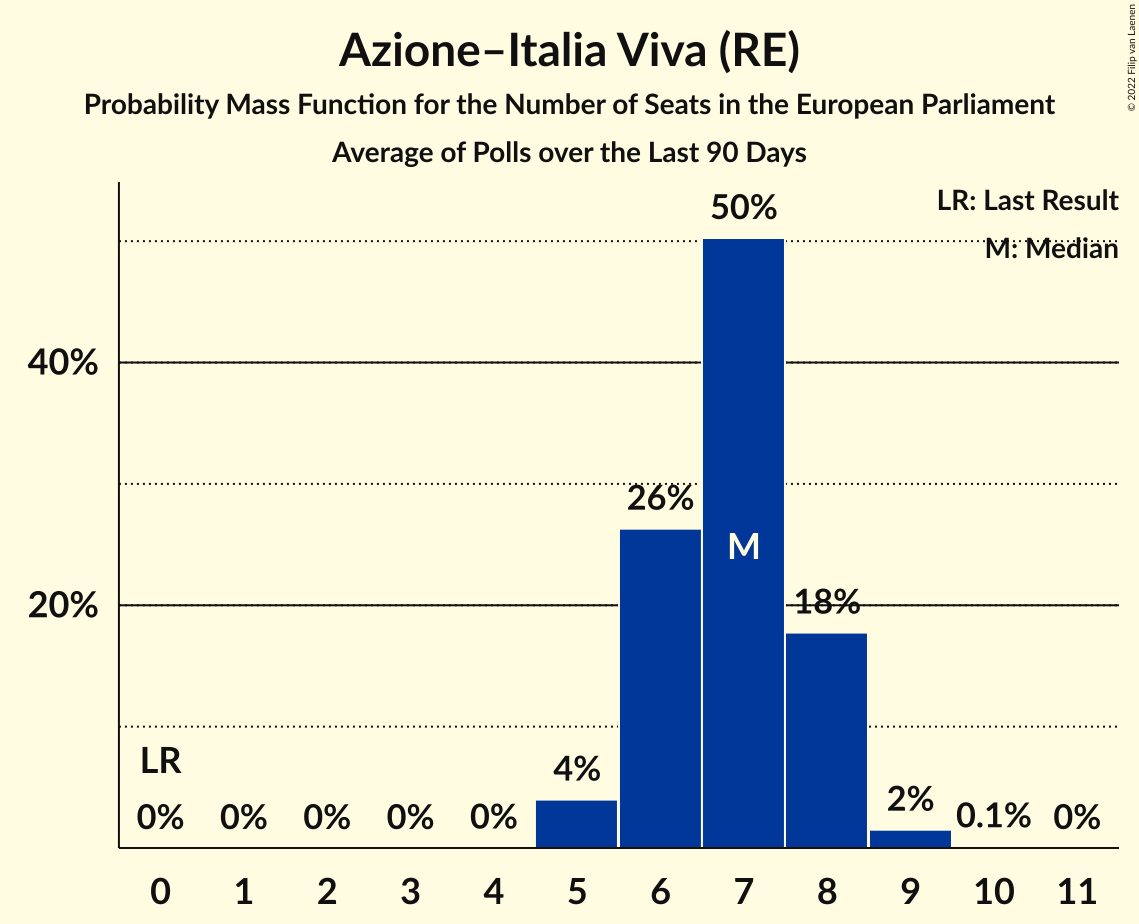 Azione–Italia Viva (RE)
Probability Mass Function for the Number of Seats in the European Parliament
Average of Polls over the Last 90 Days
© 2022 Filip van Laenen
LR: Last Result
M: Median
50%
40%
26%
M
20%
18%
LR
4%
0% 0% 0% 0% 0% 2% 0.1% 0%
0 1 2 3 4 5 6 7 8 9 10 11